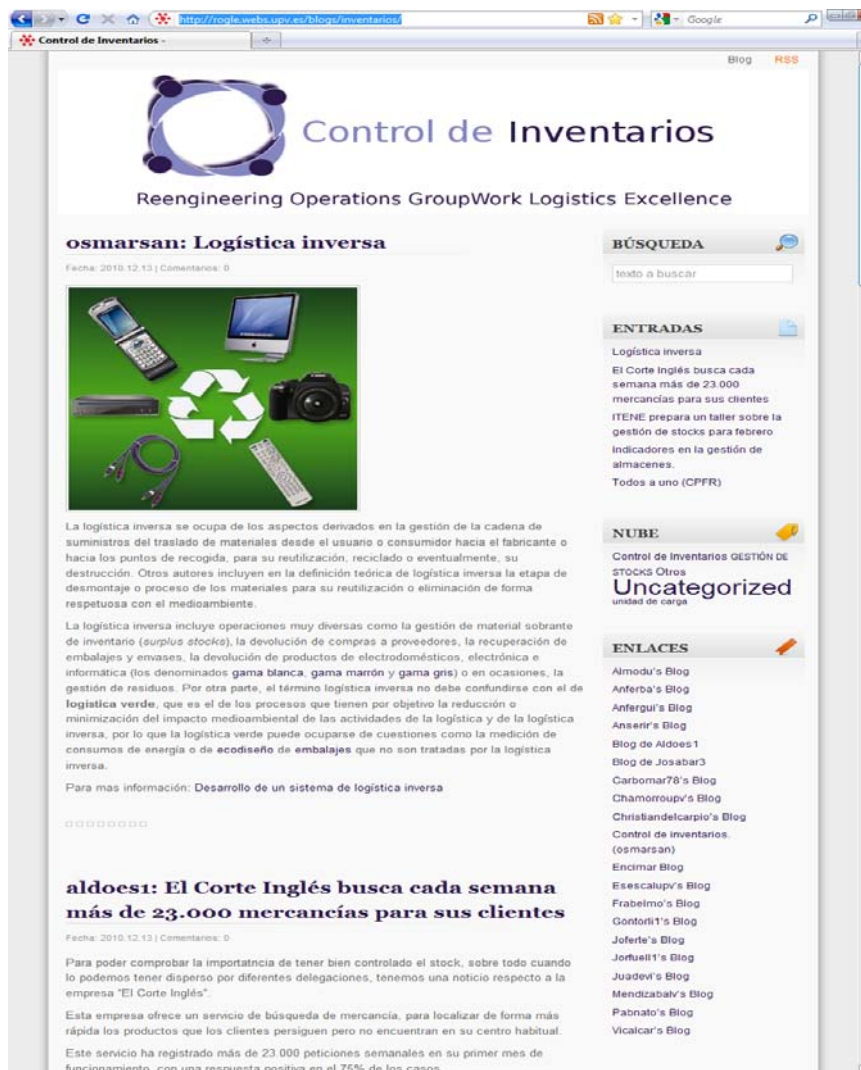 http://rogle.webs.upv.es/blogs/inventarios/
Google
Control de Inventarios -
Blog RSS
Control de Inventarios
Reengineering Operations GroupWork Logistics Excellence
osmarsan: Logística inversa
Fecha: 2010.12.13 | Comentarios: 0
La logística inversa se ocupa de los aspectos derivados en la gestión de la cadena de
suministros del traslado de materiales desde el usuario o consumidor hacia el fabricante o
hacia los puntos de recogida, para su reutilización, reciclado o eventualmente, su
destrucción. Otros autores incluyen en la definición teórica de logística inversa la etapa de
desmontaje o proceso de los materiales para su reutilización o eliminación de forma
respetuosa con el medioambiente.
La logística inversa incluye operaciones muy diversas como la gestión de material sobrante
de inventario (surplus stocks), la devolución de compras a proveedores, la recuperación de
embalajes y envases, la devolución de productos de electrodomésticos, electrónica e
informática (los denominados gama blanca, gama marrón y gama gris) o en ocasiones, la
gestión de residuos. Por otra parte, el término logística inversa no debe confundirse con el de
logistica verde, que es el de los procesos que tienen por objetivo la reducción o
minimización del impacto medioambiental de las actividades de la logística y de la logística
inversa, por lo que la logística verde puede ocuparse de cuestiones como la medición de
consumos de energía o de ecodiseño de embalajes que no son tratadas por la logística
inversa.
Para mas información: Desarrollo de un sistema de logística inversa
aldoes1: El Corte Inglés busca cada semana
más de 23.000 mercancías para sus clientes
Fecha: 2010.12.13 | Comentarios: 0
Para poder comprobar la importatncia de tener bien controlado el stock, sobre todo cuando
lo podemos tener disperso por diferentes delegaciones, tenemos una noticio respecto a la
empresa "El Corte Inglés".
Esta empresa ofrece un servicio de búsqueda de mercancía, para localizar de forma más
rápida los productos que los clientes persiguen pero no encuentran en su centro habitual.
Este servicio ha registrado más de 23.000 peticiones semanales en su primer mes de
funcionamiento, con una respuesta positiva en el 75% de los casos.
BÚSQUEDA
texto a buscar
ENTRADAS
Logística inversa
El Corte Inglés busca cada
semana más de 23.000
mercancías para sus clientes
ITENE prepara un taller sobre la
gestión de stocks para febrero
Indicadores en la gestión de
almacenes.
Todos a uno (CPFR)
NUBE
Control de Inventarios GESTIÓN DE
STOCKS Otros
Uncategorized
unidad de carga
ENLACES
Almodu's Blog
Anferba's Blog
Anfergui's Blog
Anserir's Blog
Blog de Aldoes1
Blog de Josabar3
Carbomar78's Blog
Chamorroupv's Blog
Christiandelcarpio's Blog
Control de inventarios.
(osmarsan)
Encimar Blog
Esescalupv's Blog
Frabelmo's Blog
Gontorli1's Blog
Joferte's Blog
Jorfuell1's Blog
Juadevi's Blog
Mendizabalv's Blog
Pabnato's Blog
Vicalcar's Blog